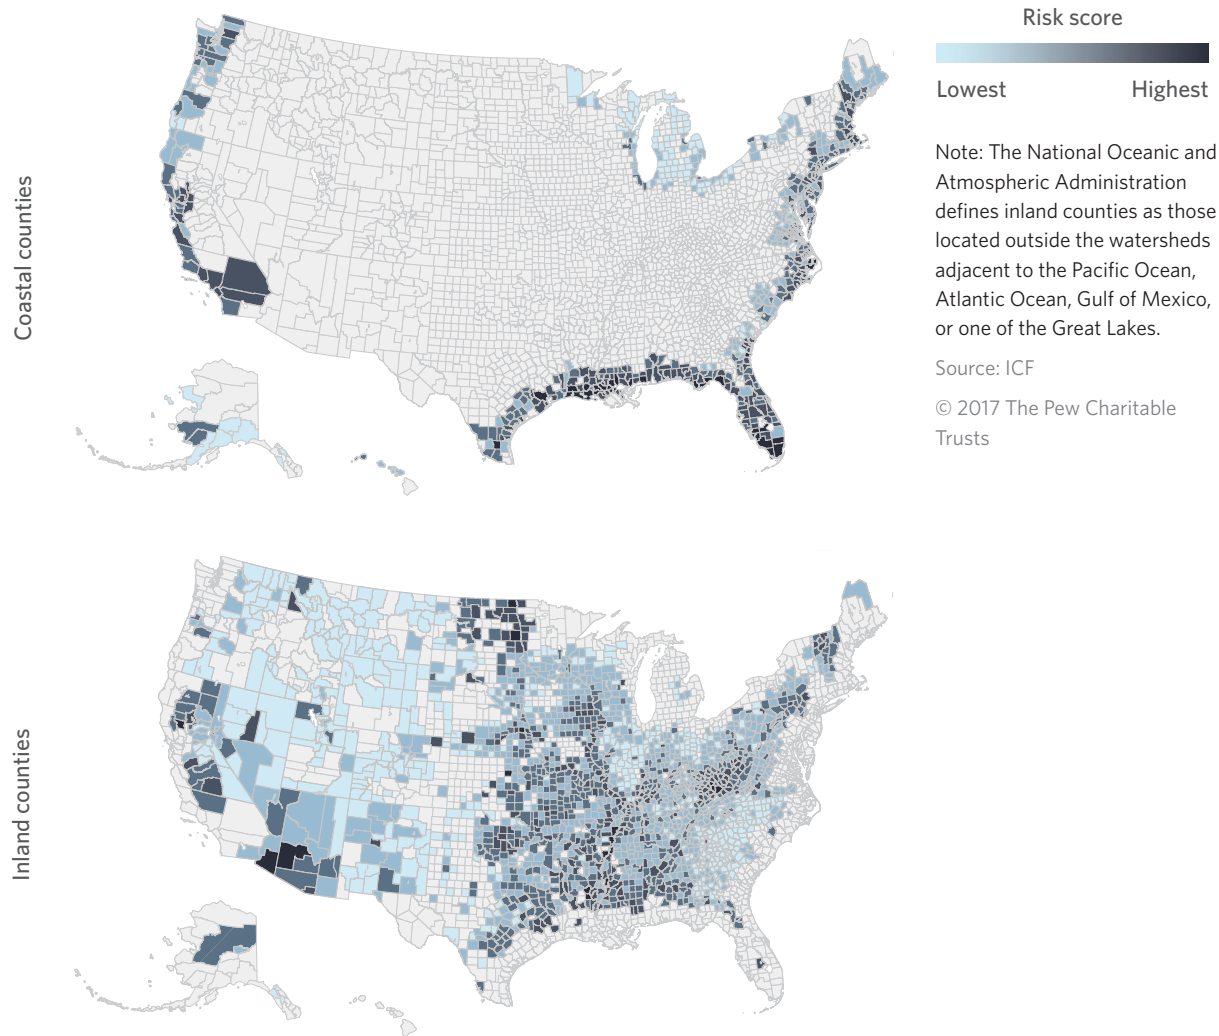 Risk score
Lowest
Highest
Note: The National Oceanic and
Atmospheric Administration
defines inland counties as those
located outside the watersheds
adjacent to the Pacific Ocean,
Atlantic Ocean, Gulf of Mexico,
or one of the Great Lakes.
Source: ICF
© 2017 The Pew Charitable
Trusts
Coastal counties
Inland counties